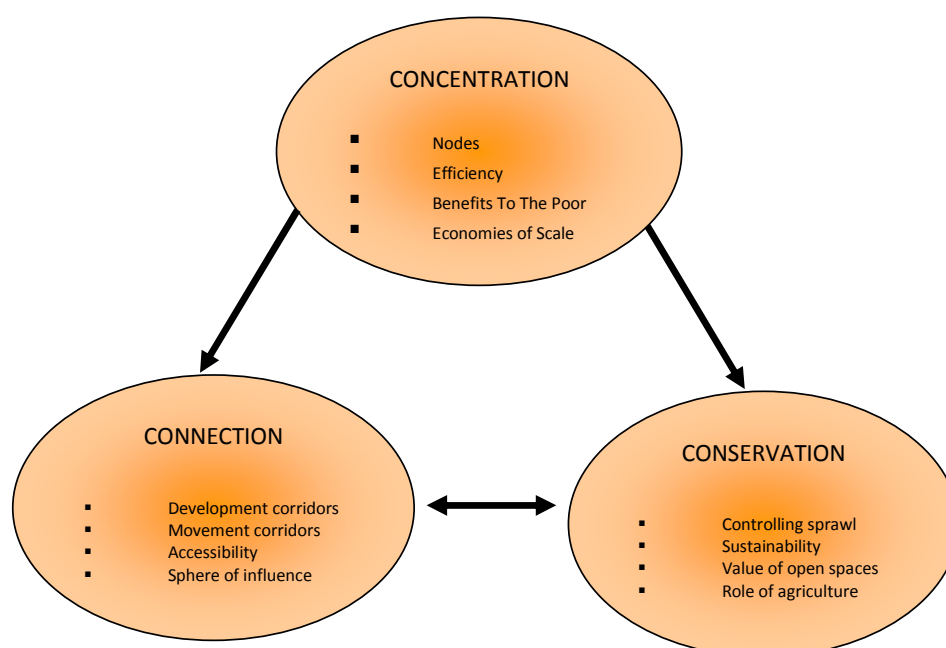 CONCENTRATION
▪ Nodes
▪ Efficiency
▪ Benefits To The Poor
▪ Economies of Scale
CONNECTION
▪ Development corridors
▪ Movement corridors
▪ Accessibility
▪ Sphere of influence
CONSERVATION
▪ Controlling sprawl
▪ Sustainability
▪ Value of open spaces
▪ Role of agriculture